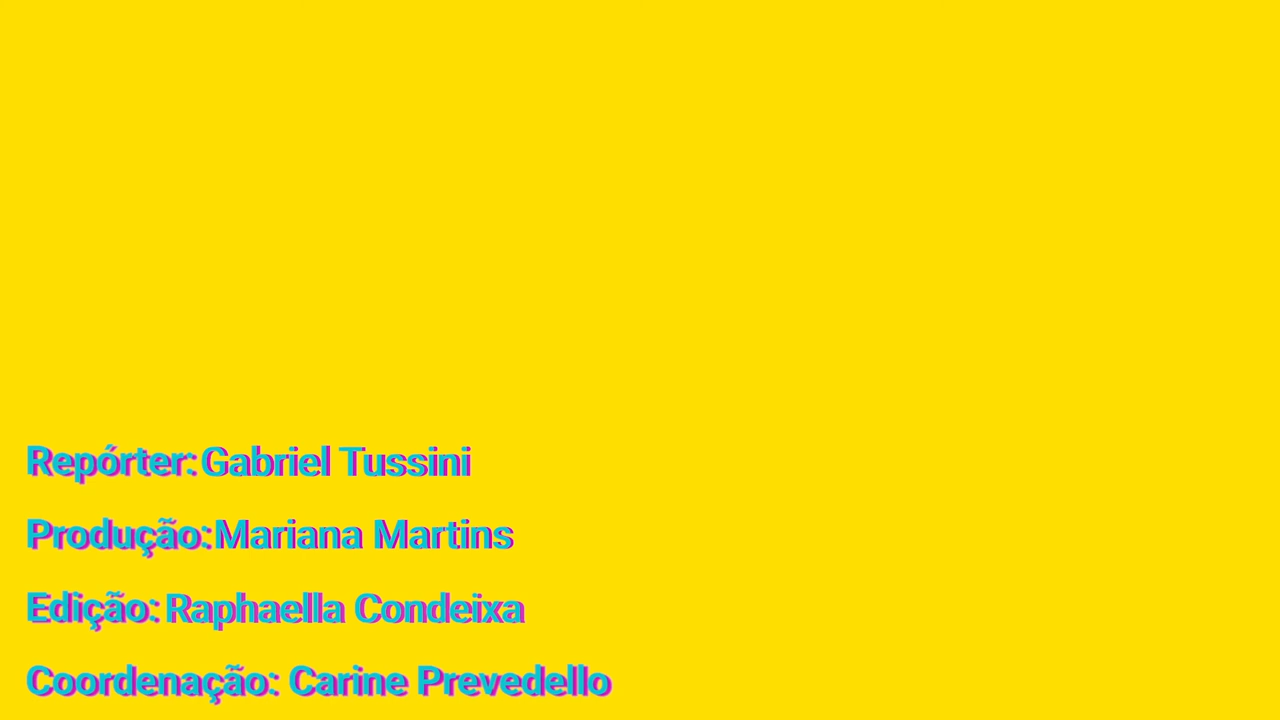 Repórter: Gabriel Tussini
Produção: Mariana Martins
Edição: Raphaella Condeixa
Coordenação: Carine Prevedello